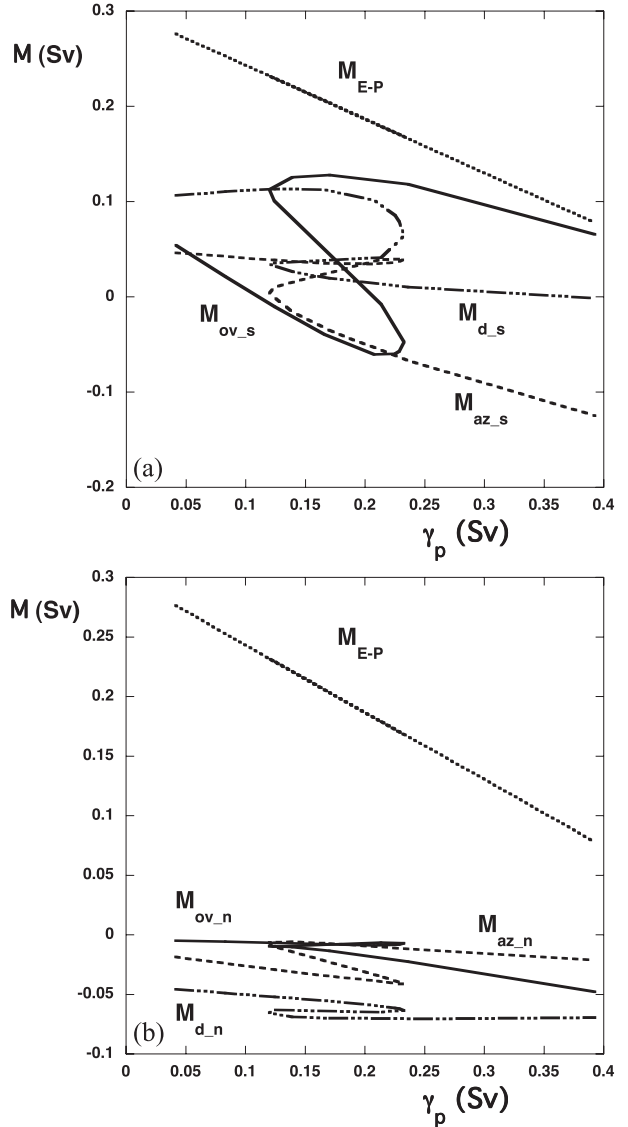 0.3
M (Sv)
M_E-P
0.2
0.1
0
M_ov_s
M_d_s
-0.1
M_az_s
(a)
-0.2
0 0.05 0.1 0.15 0.2 0.25 0.3 0.35 0.4
γ_p (Sv)
0.3
M (Sv)
0.25
M_E-P
0.2
0.15
0.1
0.05
M_ov_n
M_az_n
0
-0.05
M_d_n
(b)
-0.1
0 0.05 0.1 0.15 0.2 0.25 0.3 0.35 0.4
γ_p (Sv)